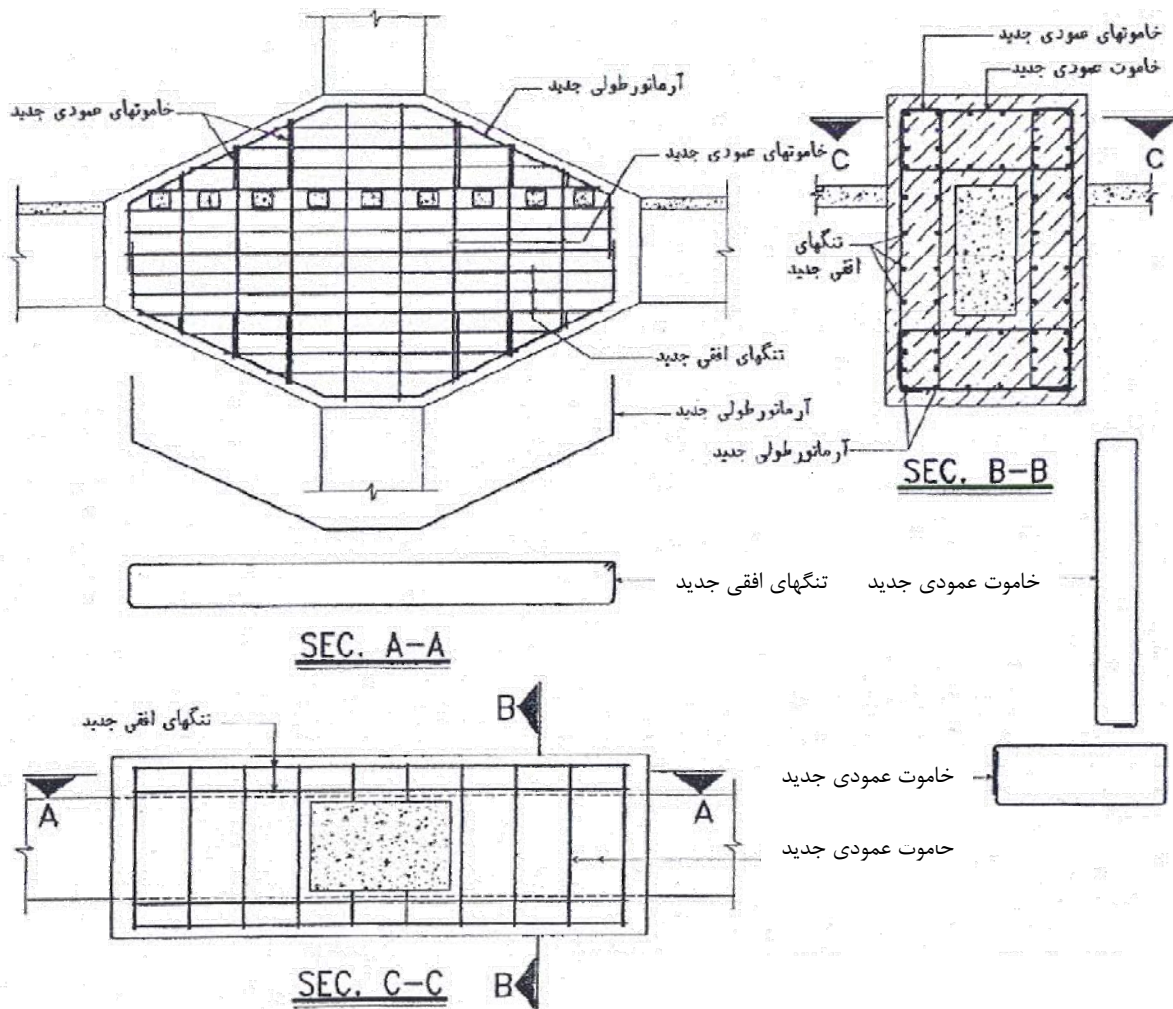 خاموتهای عمودی جدید
خاموت عمودی جدید
آرماتور طولی جدید
خاموتهای عمودی جدید
خاموتهای عمودی جدید
C
C
تنگهای
افقی جدید
تنگهای افقی جدید
آرماتور طولی جدید
آرماتور طولی جدید
SEC. B-B
تنگهای افقی جدید
خاموت عمودی جدید
SEC. A-A
B
تنگهای افقی جدید
A
A
خاموت عمودی جدید
حاموت عمودی جدید
SEC. C-C
B